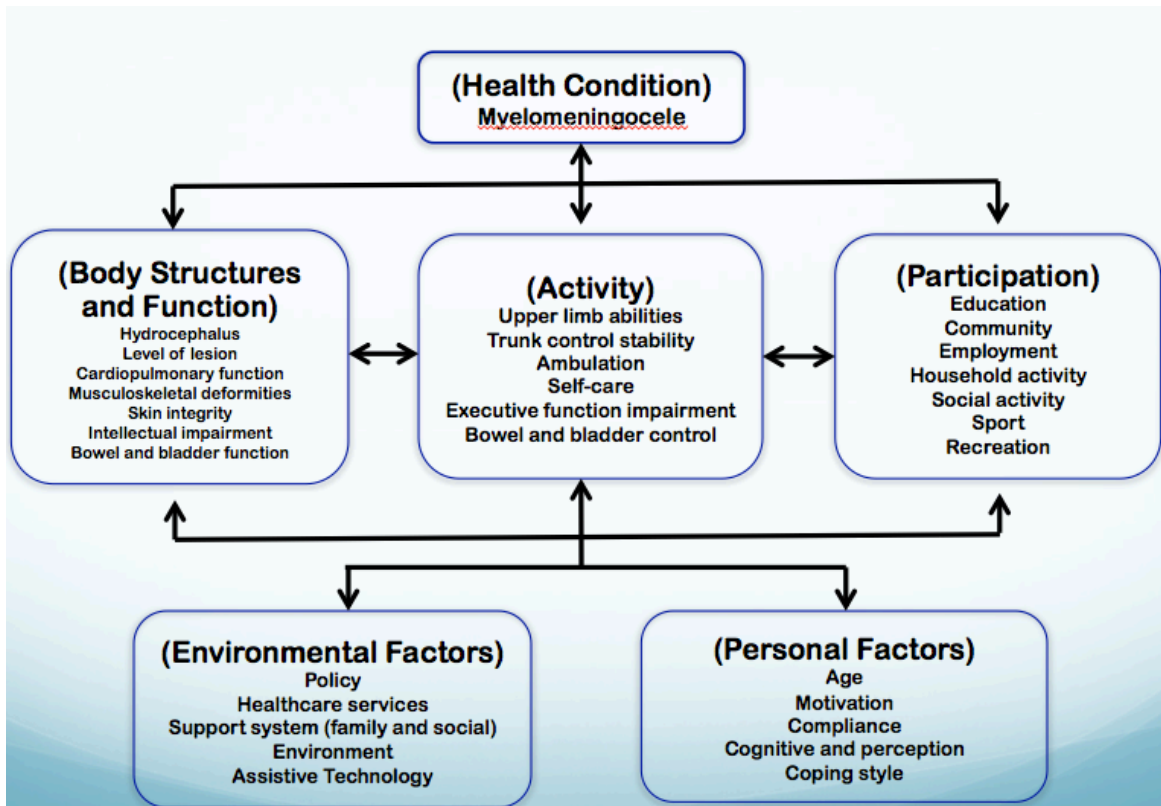 (Health Condition)
Myelomeningocele
(Body Structures
and Function)
Hydrocephalus
Level of lesion
Cardiopulmonary function
Musculoskeletal deformities
Skin integrity
Intellectual impairment
Bowel and bladder function
(Activity)
Upper limb abilities
Trunk control stability
Ambulation
Self-care
Executive function impairment
Bowel and bladder control
(Participation)
Education
Community
Employment
Household activity
Social activity
Sport
Recreation
(Environmental Factors)
Policy
Healthcare services
Support system (family and social)
Environment
Assistive Technology
(Personal Factors)
Age
Motivation
Compliance
Cognitive and perception
Coping style